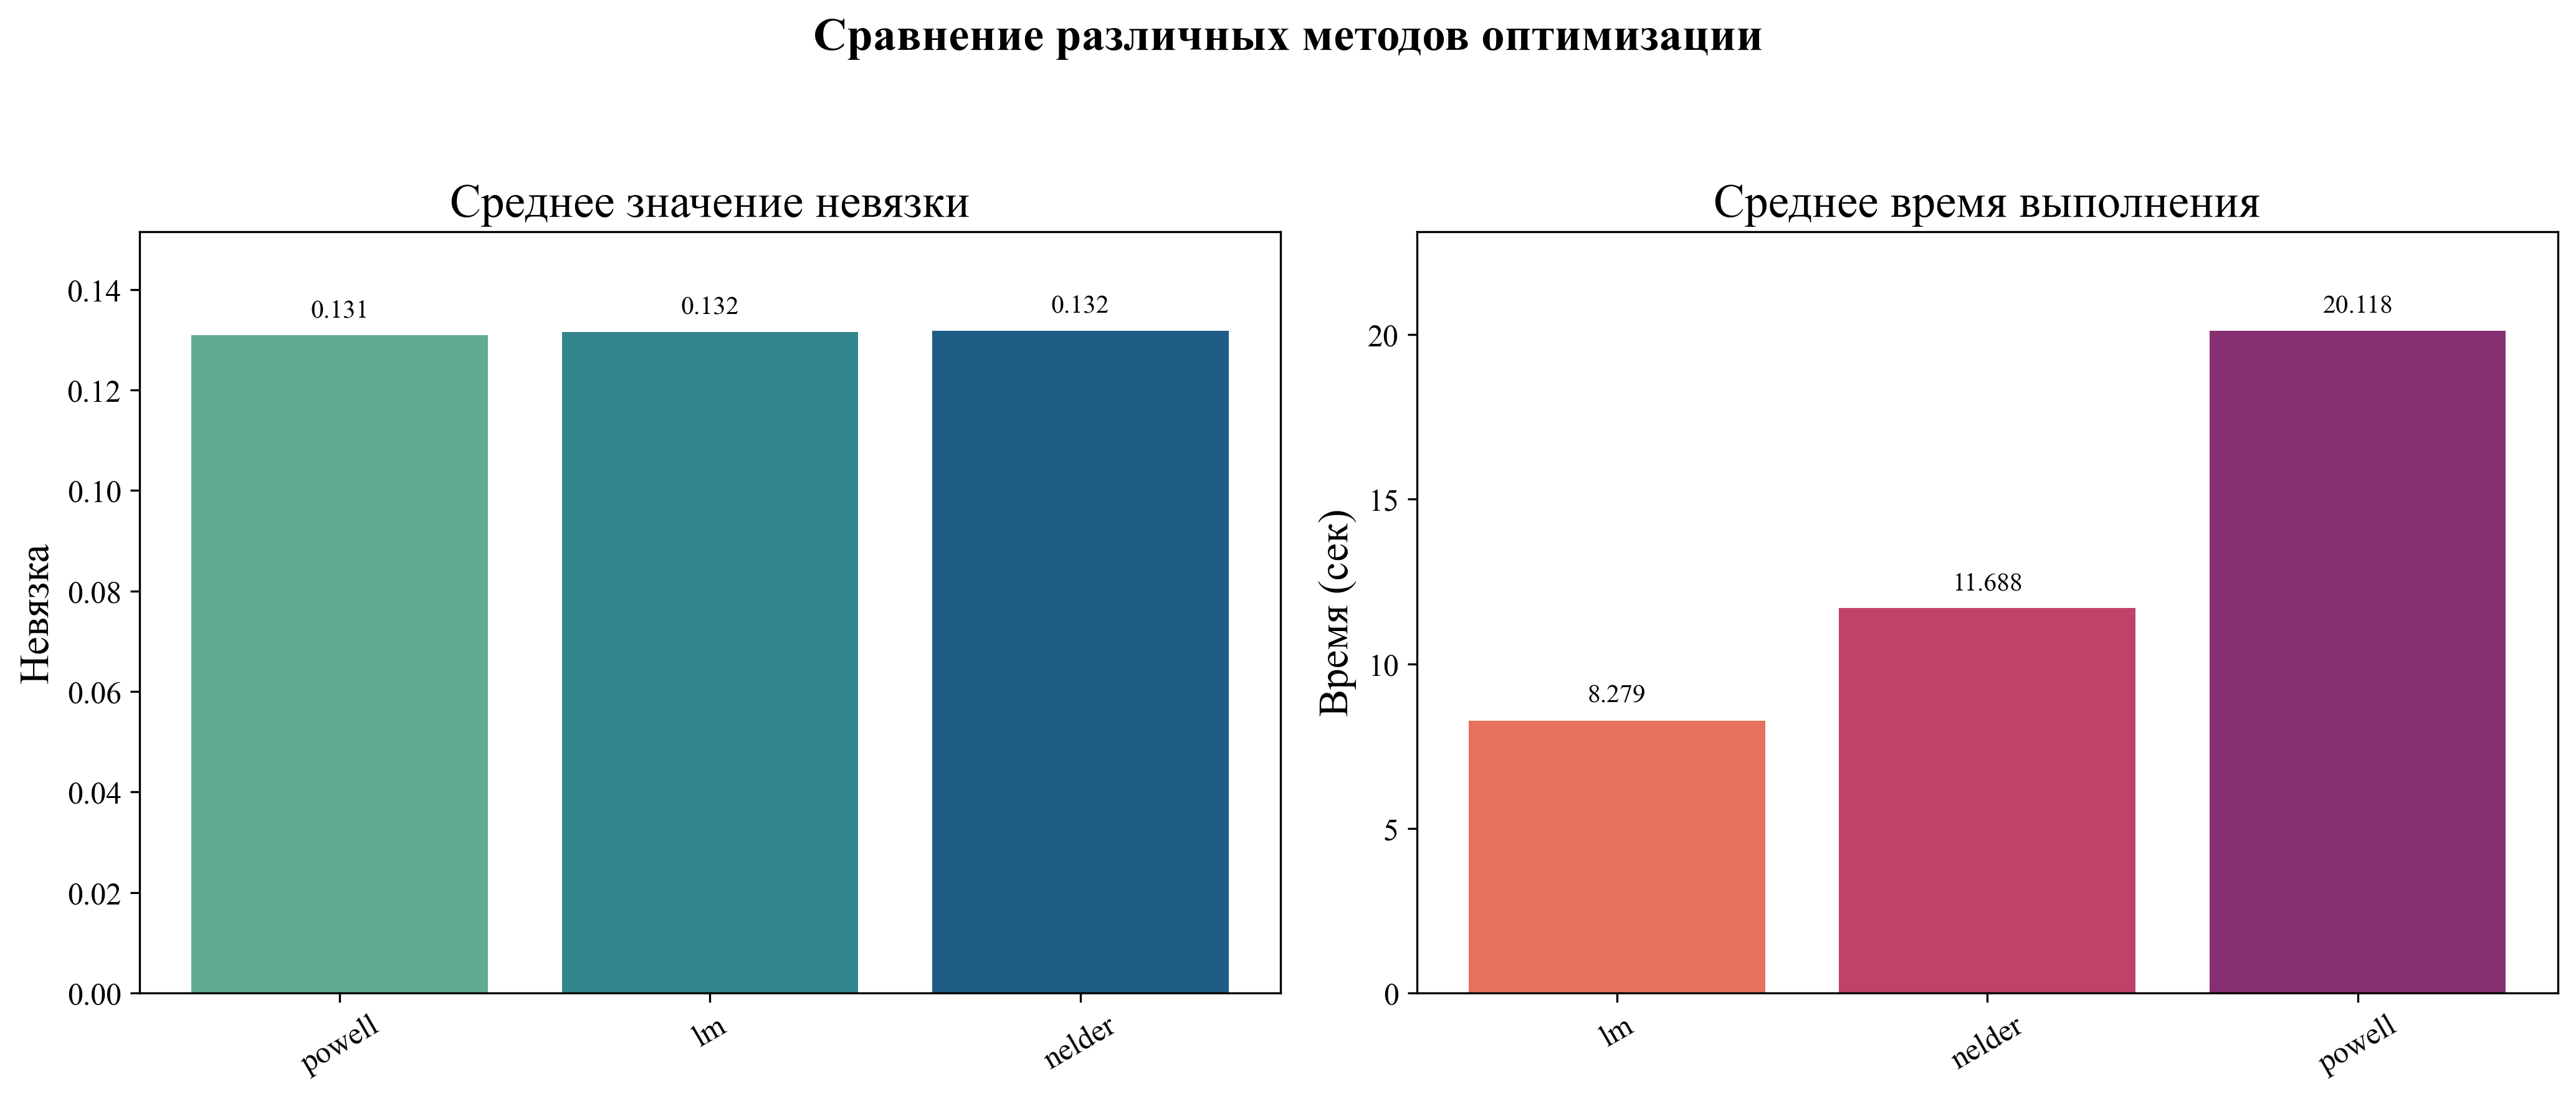 Сравнение различных методов оптимизации
Среднее значение невязки
Невязка
0.14
0.12
0.10
0.08
0.06
0.04
0.02
0.00
0.131
0.132
0.132
powell
lm
nelder
Среднее время выполнения
Время (сек)
20
15
10
5
0
8.279
11.688
20.118
lm
nelder
powell